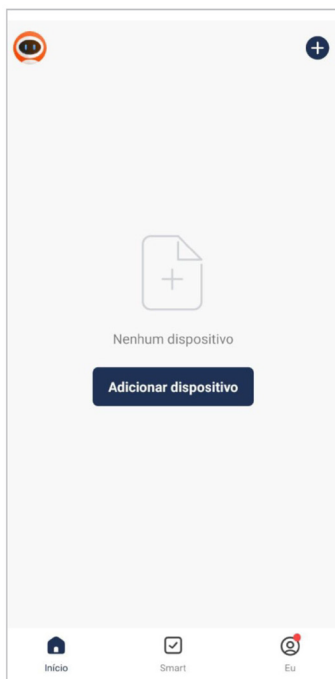 Nenhum dispositivo
Adicionar dispositivo
Início
Smart
Eu